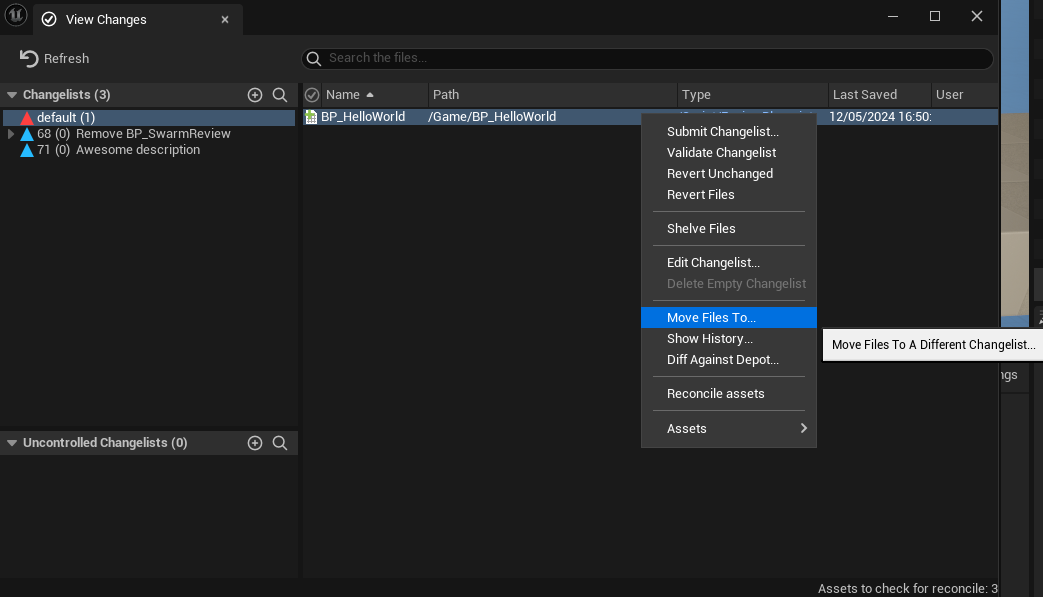 View Changes
Refresh
Search the files...
Changelists (3)
default (1)
68 (0) Remove BP_SwarmReview
71 (0) Awesome description
Name Path Type Last Saved User
BP_HelloWorld /Game/BP_HelloWorld 12/05/2024 16:50:
Submit Changelist...
Validate Changelist
Revert Unchanged
Revert Files
Shelve Files
Edit Changelist...
Delete Empty Changelist
Move Files To...
Move Files To A Different Changelist...
Show History...
Diff Against Depot...
Reconcile assets
Assets
ngs
Uncontrolled Changelists (0)
Assets to check for reconcile: 3